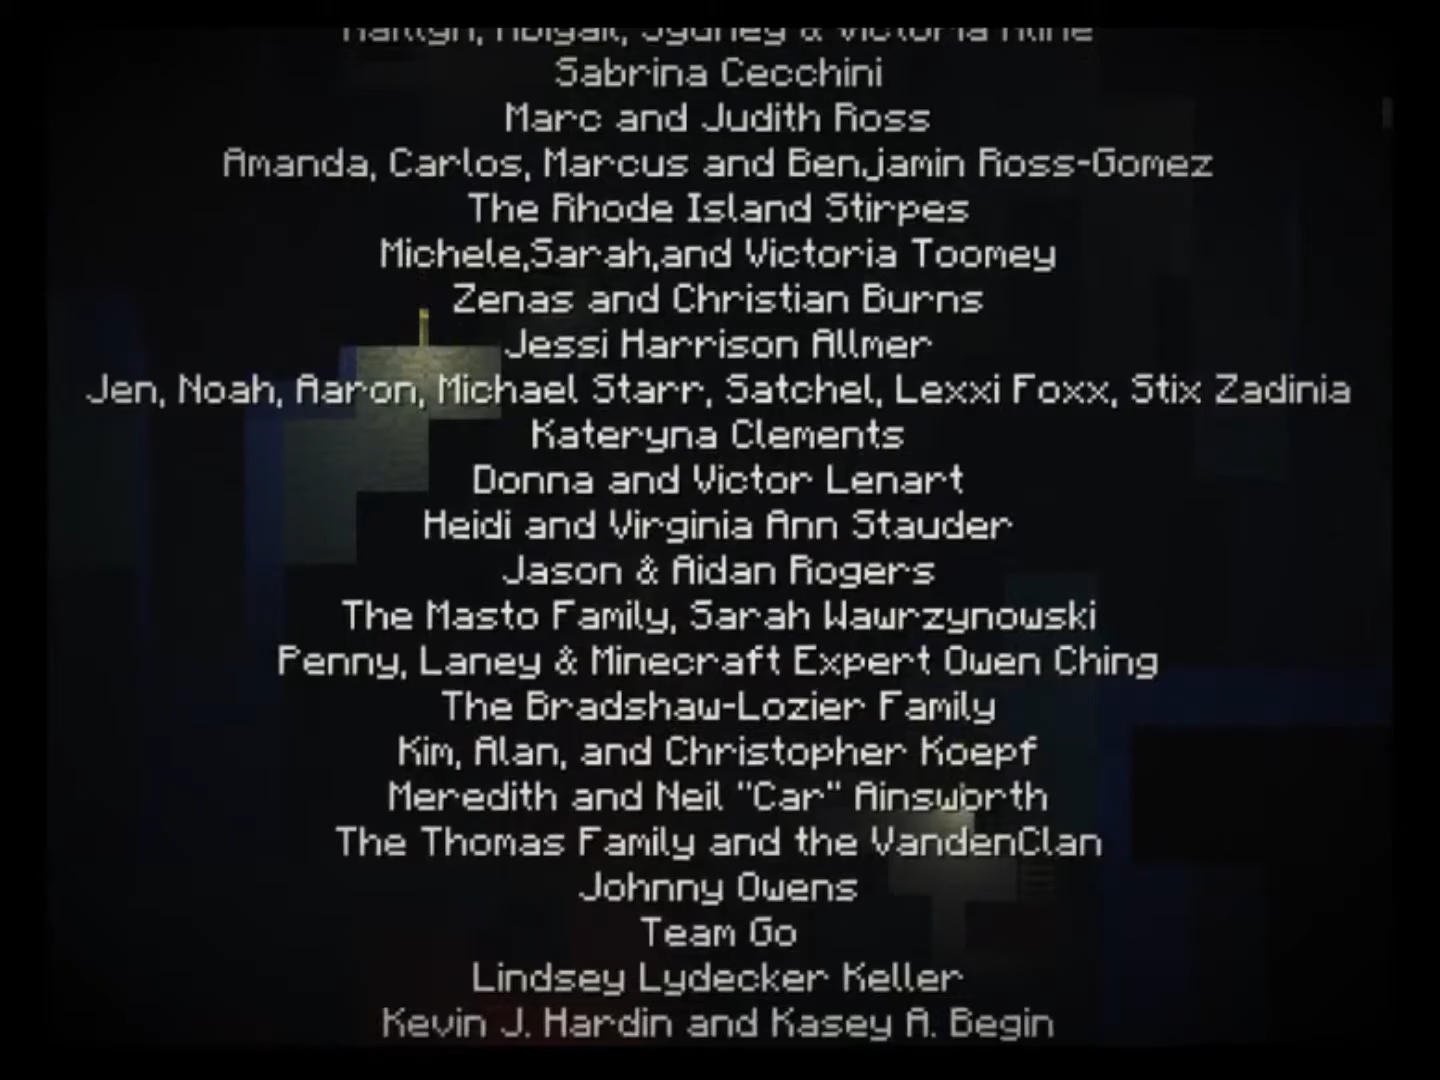 Kaitlyn, Abigail, Sydney & Victoria Kline
Sabrina Cecchini
Marc and Judith Ross
Amanda, Carlos, Marcus and Benjamin Ross-Gomez
The Rhode Island Stirpes
Michele,Sarah,and Victoria Toomey
Zenas and Christian Burns
Jessi Harrison Allmer
Jen, Noah, Aaron, Michael Starr, Satchel, Lexxi Foxx, Stix Zadinia
Kateryna Clements
Donna and Victor Lenart
Heidi and Virginia Ann Stauder
Jason & Aidan Rogers
The Masto Family, Sarah Wawrzynowski
Penny, Laney & Minecraft Expert Owen Ching
The Bradshaw-Lozier Family
Kim, Alan, and Christopher Koepf
Meredith and Neil "Car" Ainsworth
The Thomas Family and the VandenClan
Johnny Owens
Team Go
Lindsey Lydecker Keller
Kevin J. Hardin and Kasey A. Begin